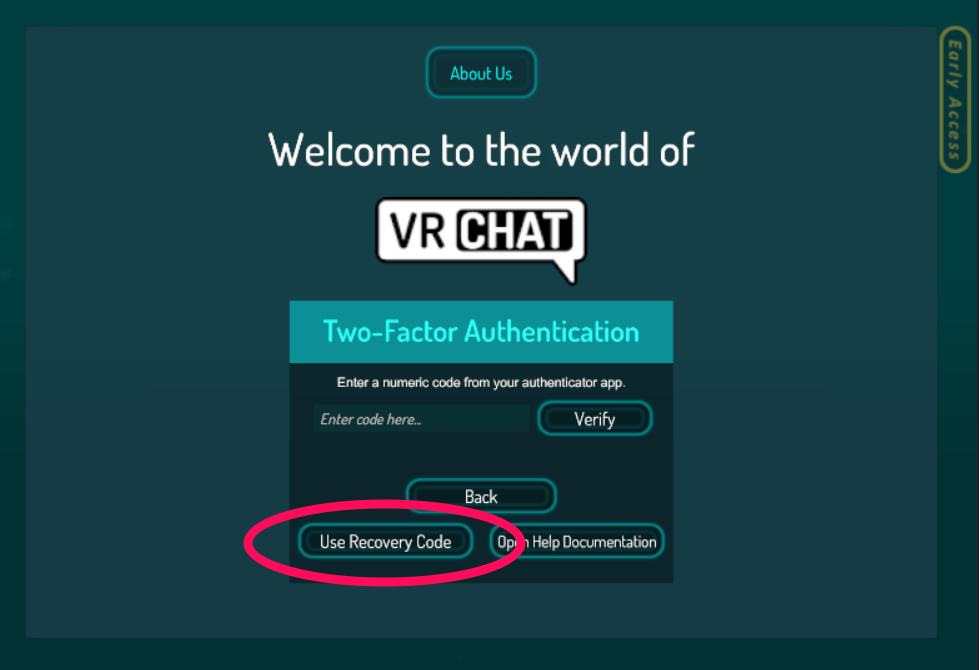 About Us
Early Access
Welcome to the world of
VR CHAT
Two-Factor Authentication
Enter a numeric code from your authenticator app.
Enter code here...
Verify
Back
Use Recovery Code
Open Help Documentation